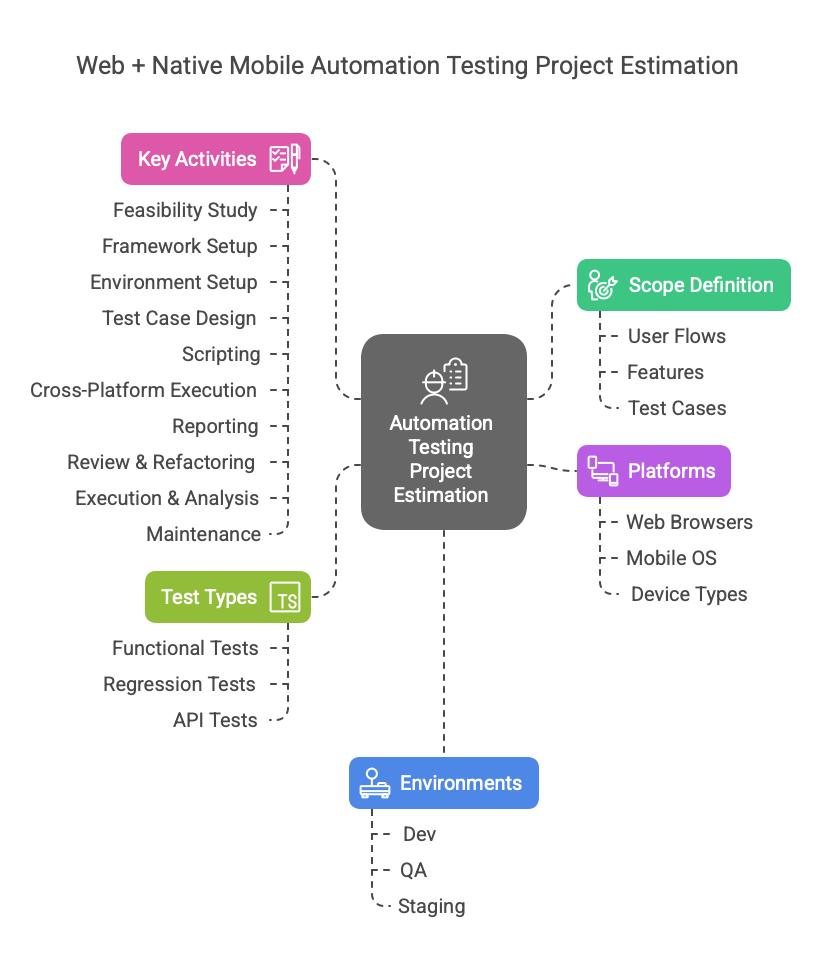 Web + Native Mobile Automation Testing Project Estimation
Key Activities
Feasibility Study
Framework Setup
Environment Setup
Test Case Design
Scripting
Cross-Platform Execution
Reporting
Review & Refactoring
Execution & Analysis
Maintenance
Test Types
TS
Functional Tests
Regression Tests
API Tests
Automation
Testing
Project
Estimation
Scope Definition
User Flows
Features
Test Cases
Platforms
Web Browsers
Mobile OS
Device Types
Environments
Dev
QA
Staging